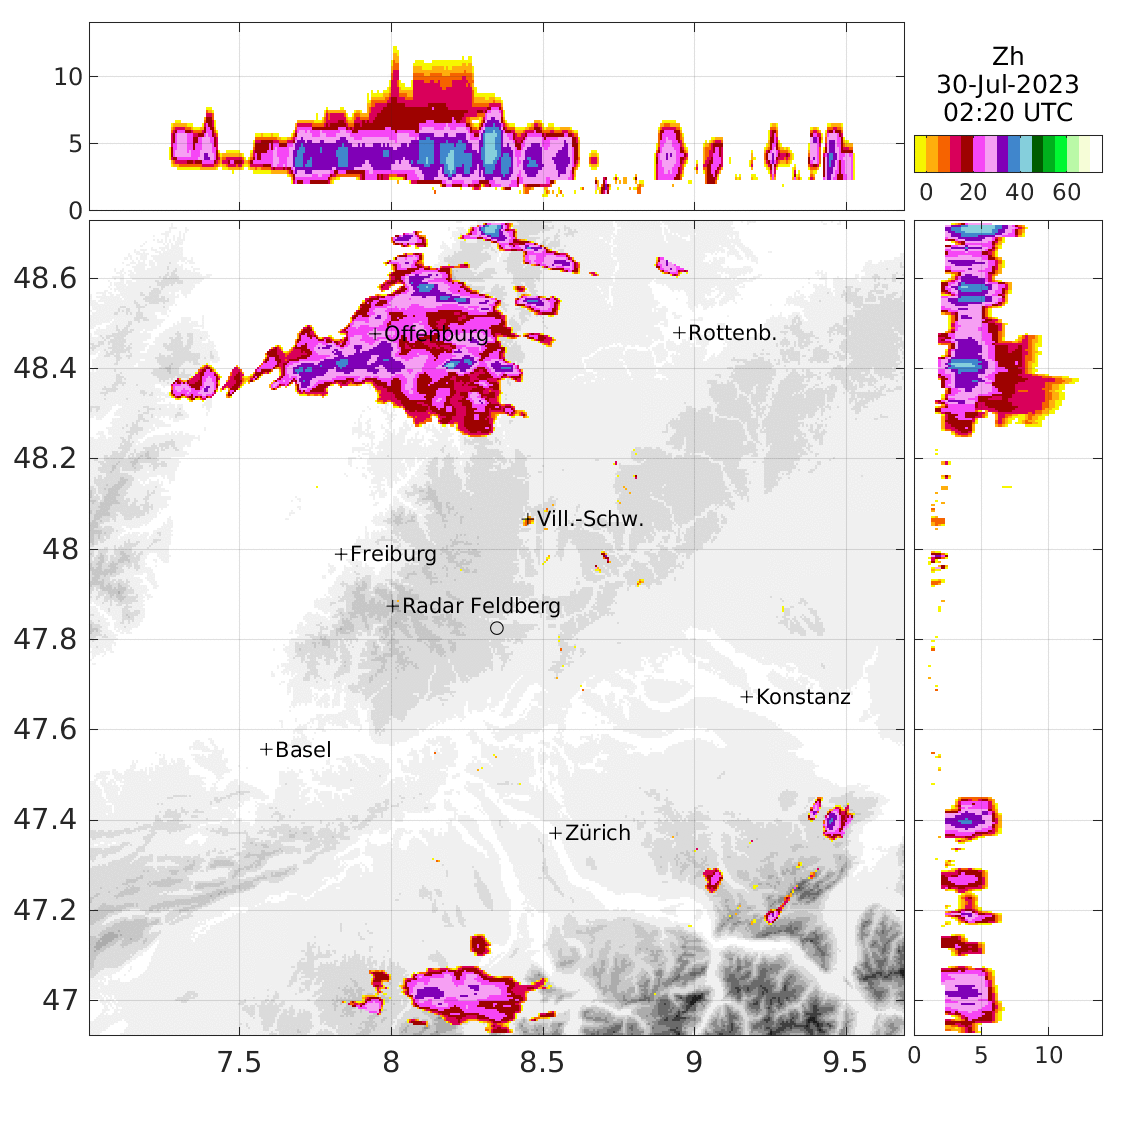 10
5
0
Zh
30-Jul-2023
02:20 UTC
0 20 40 60
48.6
48.4
48.2
48
47.8
47.6
47.4
47.2
47
Offenburg
Rottenb.
Vill.-Schw.
Freiburg
Radar Feldberg
Konstanz
Basel
Zürich
7.5 8 8.5 9 9.5
0 5 10